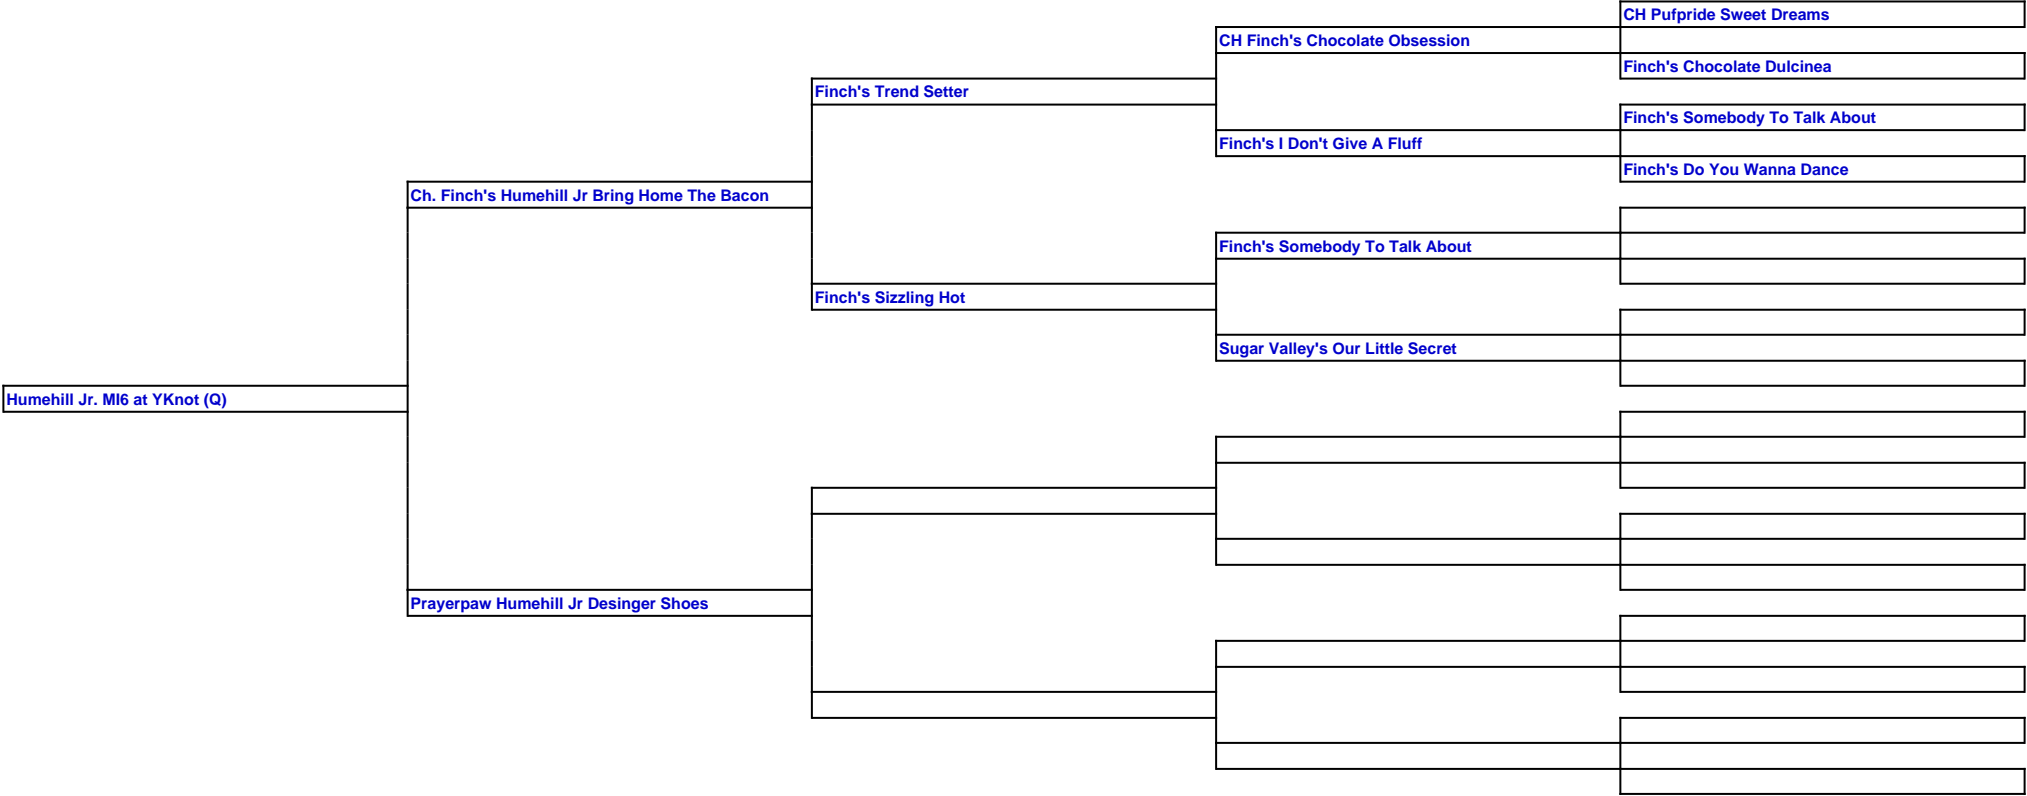 CH Pufpride Sweet Dreams
CH Finch's Chocolate Obsession
Finch's Chocolate Dulcinea
Finch's Trend Setter
Finch's Somebody To Talk About
Finch's I Don't Give A Fluff
Finch's Do You Wanna Dance
Ch. Finch's Humehill Jr Bring Home The Bacon
Finch's Somebody To Talk About
Finch's Sizzling Hot
Sugar Valley's Our Little Secret
Humehill Jr. MI6 at YKnot (Q)
Prayerpaw Humehill Jr Desinger Shoes